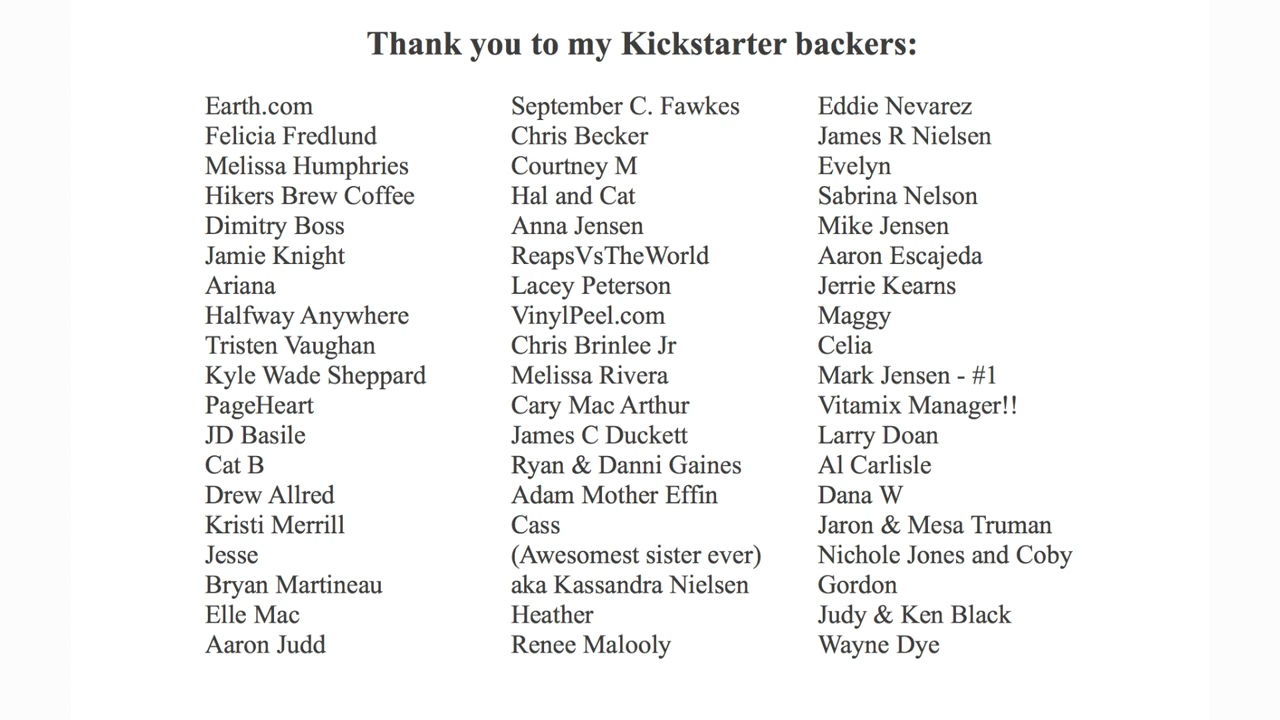 Thank you to my Kickstarter backers:
Earth.com
Felicia Fredlund
Melissa Humphries
Hikers Brew Coffee
Dimitry Boss
Jamie Knight
Ariana
Halfway Anywhere
Tristen Vaughan
Kyle Wade Sheppard
PageHeart
JD Basile
Cat B
Drew Allred
Kristi Merrill
Jesse
Bryan Martineau
Elle Mac
Aaron Judd
September C. Fawkes
Chris Becker
Courtney M
Hal and Cat
Anna Jensen
ReapsVsTheWorld
Lacey Peterson
VinylPeel.com
Chris Brinlee Jr
Melissa Rivera
Cary Mac Arthur
James C Duckett
Ryan & Danni Gaines
Adam Mother Effin
Cass
(Awesomest sister ever)
aka Kassandra Nielsen
Heather
Renee Malooly
Eddie Nevarez
James R Nielsen
Evelyn
Sabrina Nelson
Mike Jensen
Aaron Escajeda
Jerrie Kearns
Maggy
Celia
Mark Jensen - #1
Vitamix Manager!!
Larry Doan
Al Carlisle
Dana W
Jaron & Mesa Truman
Nichole Jones and Coby
Gordon
Judy & Ken Black
Wayne Dye